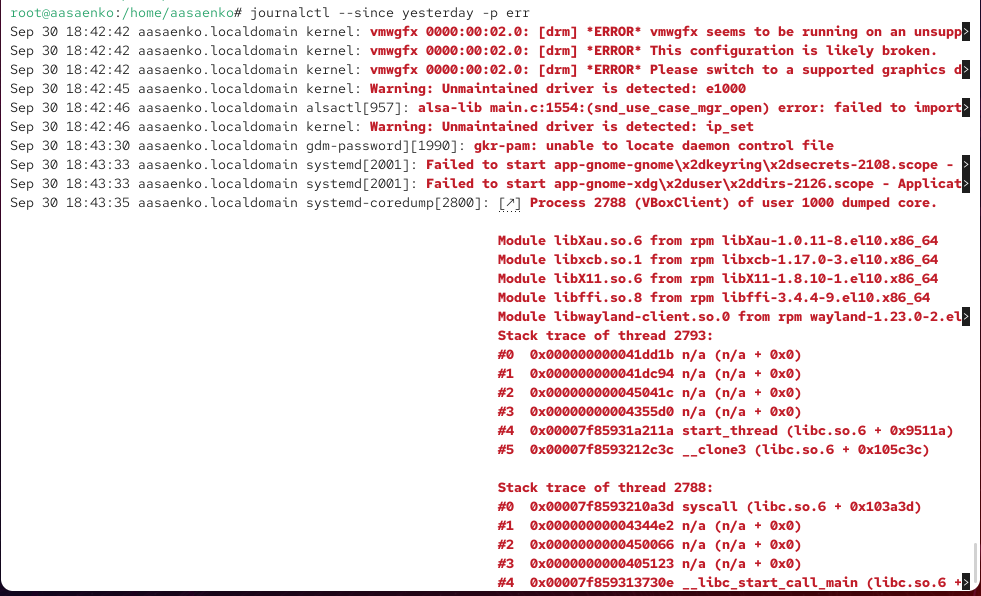 root@aasaenko:/home/aasaenko# journalctl --since yesterday -p err
Sep 30 18:42:42 aasaenko.localdomain kernel: vmwgfx 0000:00:02.0: [drm] *ERROR* vmwgfx seems to be running on an unsupp>
Sep 30 18:42:42 aasaenko.localdomain kernel: vmwgfx 0000:00:02.0: [drm] *ERROR* This configuration is likely broken.
Sep 30 18:42:42 aasaenko.localdomain kernel: vmwgfx 0000:00:02.0: [drm] *ERROR* Please switch to a supported graphics d>
Sep 30 18:42:45 aasaenko.localdomain kernel: Warning: Unmaintained driver is detected: e1000
Sep 30 18:42:46 aasaenko.localdomain alsactl[957]: alsa-lib main.c:1554:(snd_use_case_mgr_open) error: failed to import>
Sep 30 18:42:46 aasaenko.localdomain kernel: Warning: Unmaintained driver is detected: ip_set
Sep 30 18:43:30 aasaenko.localdomain gdm-password][1990]: gkr-pam: unable to locate daemon control file
Sep 30 18:43:33 aasaenko.localdomain systemd[2001]: Failed to start app-gnome-gnome\x2dkeyring\x2dsecrets-2108.scope - >
Sep 30 18:43:33 aasaenko.localdomain systemd[2001]: Failed to start app-gnome-xdg\x2duser\x2ddirs-2126.scope - Applicat>
Sep 30 18:43:35 aasaenko.localdomain systemd-coredump[2800]: [↗] Process 2788 (VBoxClient) of user 1000 dumped core.
Module libXau.so.6 from rpm libXau-1.0.11-8.el10.x86_64
Module libxcb.so.1 from rpm libxcb-1.17.0-3.el10.x86_64
Module libX11.so.6 from rpm libX11-1.8.10-1.el10.x86_64
Module libffi.so.8 from rpm libffi-3.4.4-9.el10.x86_64
Module libwayland-client.so.0 from rpm wayland-1.23.0-2.el>
Stack trace of thread 2793:
#0  0x000000000041dd1b n/a (n/a + 0x0)
#1  0x000000000041dc94 n/a (n/a + 0x0)
#2  0x000000000045041c n/a (n/a + 0x0)
#3  0x00000000004355d0 n/a (n/a + 0x0)
#4  0x00007f85931a211a start_thread (libc.so.6 + 0x9511a)
#5  0x00007f8593212c3c __clone3 (libc.so.6 + 0x105c3c)
Stack trace of thread 2788:
#0  0x00007f8593210a3d syscall (libc.so.6 + 0x103a3d)
#1  0x00000000004344e2 n/a (n/a + 0x0)
#2  0x0000000000450066 n/a (n/a + 0x0)
#3  0x0000000000405123 n/a (n/a + 0x0)
#4  0x00007f859313730e __libc_start_call_main (libc.so.6 +>